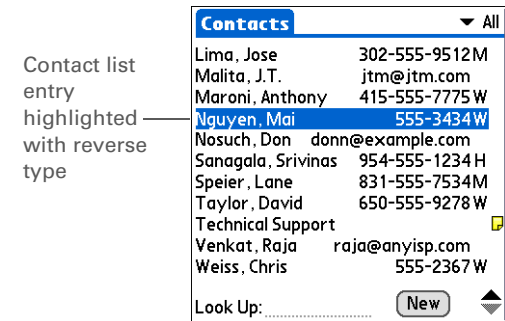 Contacts
All
Lima, Jose 302-555-9512 M
Malita, J.T. jtm@jtm.com
Maroni, Anthony 415-555-7775 W
Nguyen, Mai 555-3434 W
Nosuch, Don donn@example.com
Sanagala, Srivinas 954-555-1234 H
Speier, Lane 831-555-7534 M
Taylor, David 650-555-9278 W
Technical Support
Venkat, Raja raja@anyisp.com
Weiss, Chris 555-2367 W
Look Up:
New
Contact list
entry
highlighted
with reverse
type